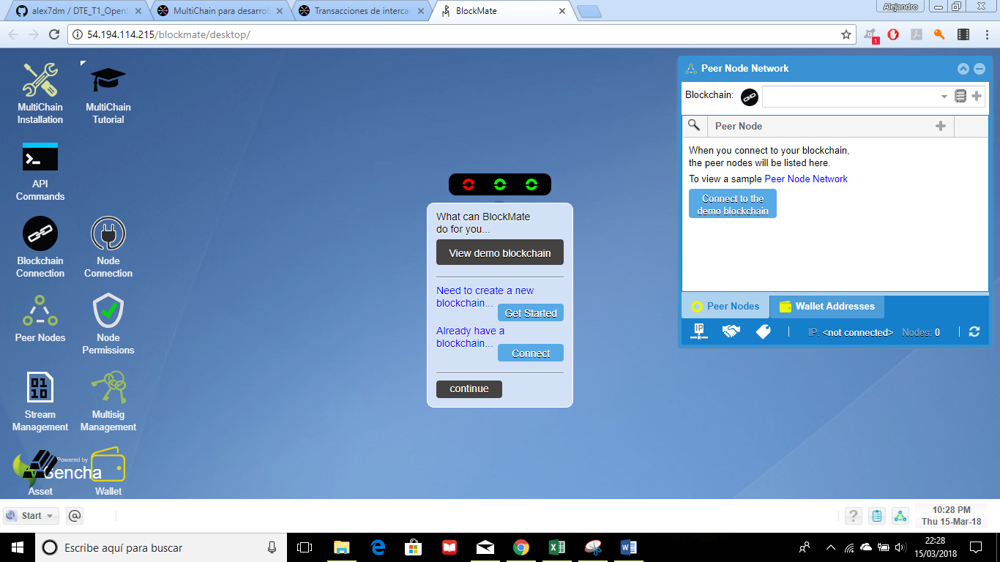 alex7dm / DTE_T1_OpenS
MultiChain para desarroll
Transacciones de interca
BlockMate
Alejandro
54.194.114.215/blockmate/desktop/
1
MultiChain
Installation
MultiChain
Tutorial
API
Commands
Blockchain
Connection
Node
Connection
Peer Nodes
Node
Permissions
Stream
Management
Multisig
Management
Powered by
Sencha
Asset
Wallet
What can BlockMate
do for you...
View demo blockchain
Need to create a new
blockchain...
Get Started
Already have a
blockchain...
Connect
continue
Peer Node Network
Blockchain:
Peer Node
When you connect to your blockchain,
the peer nodes will be listed here.
To view a sample Peer Node Network
Connect to the
demo blockchain
Peer Nodes
Wallet Addresses
IP
IP: <not connected>
Nodes: 0
Start
@
?
10:28 PM
Thu 15-Mar-18
Escribe aquí para buscar
22:28
15/03/2018